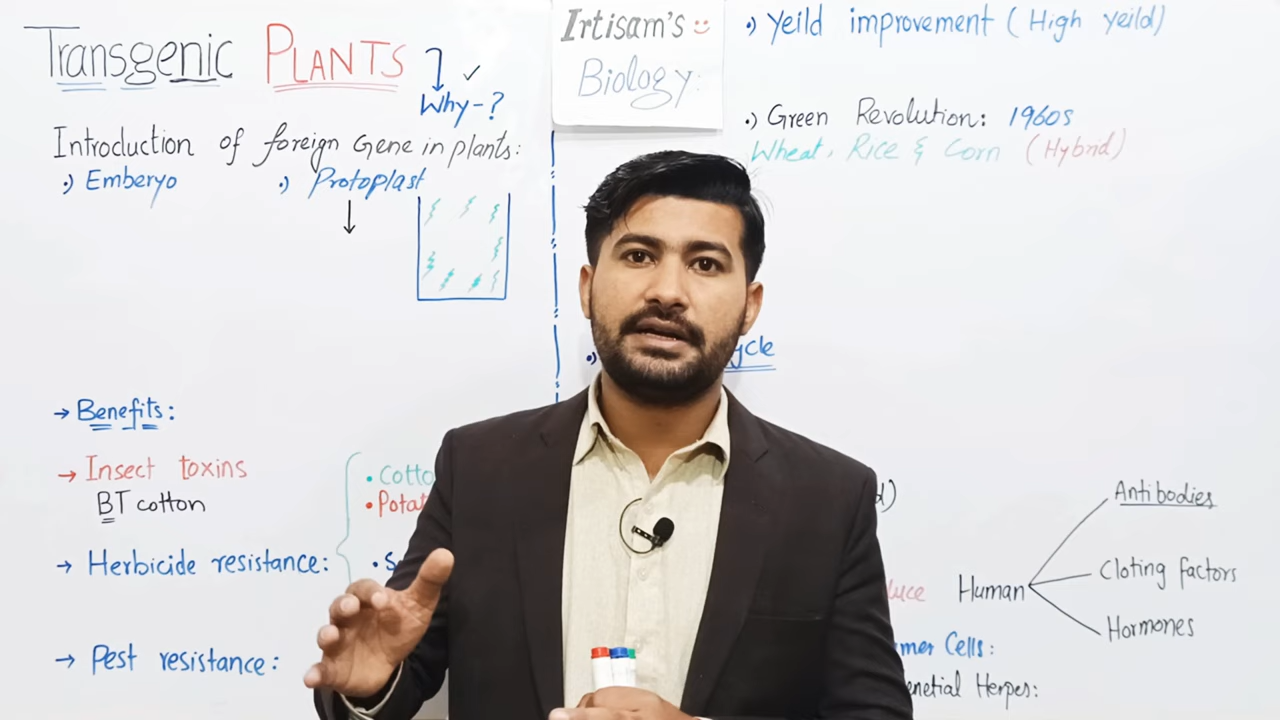 Transgenic PLANTS
Why-?
Introduction of foreign Gene in plants:
•) Emberyo •) Protoplast
→ Benefits:
→ Insect toxins
BT cotton
→ Herbicide resistance:
→ Pest resistance:
Irtisam's
Biology:
•) Yeild improvement (High yeild)
•) Green Revolution: 1960s
Wheat, Rice & Corn (Hybrid)
Human
Antibodies
Cloting factors
Hormones
Cells:
Herpes: